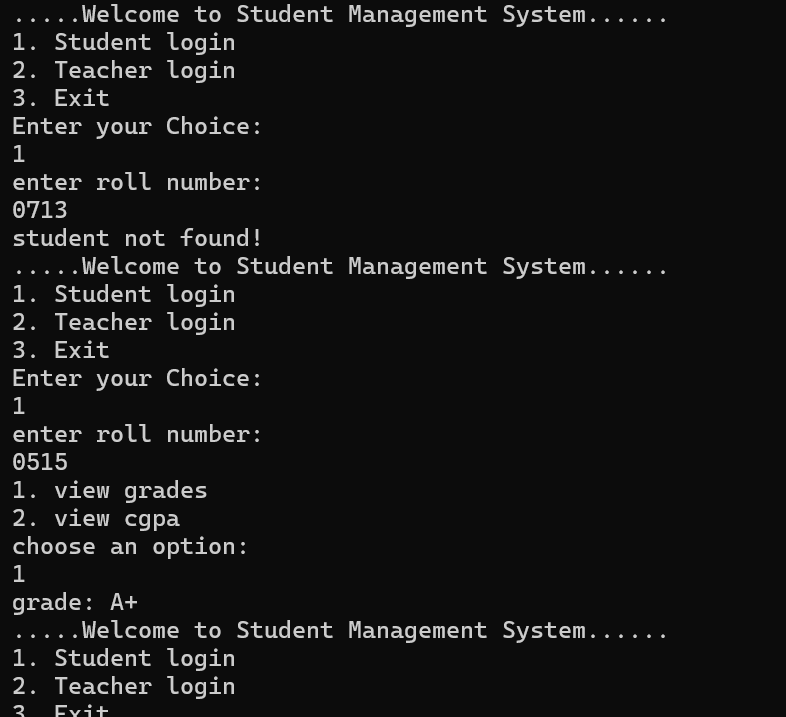 .....Welcome to Student Management System......
1. Student login
2. Teacher login
3. Exit
Enter your Choice:
1
enter roll number:
0713
student not found!
.....Welcome to Student Management System......
1. Student login
2. Teacher login
3. Exit
Enter your Choice:
1
enter roll number:
0515
1. view grades
2. view cgpa
choose an option:
1
grade: A+
.....Welcome to Student Management System......
1. Student login
2. Teacher login
3. Exit